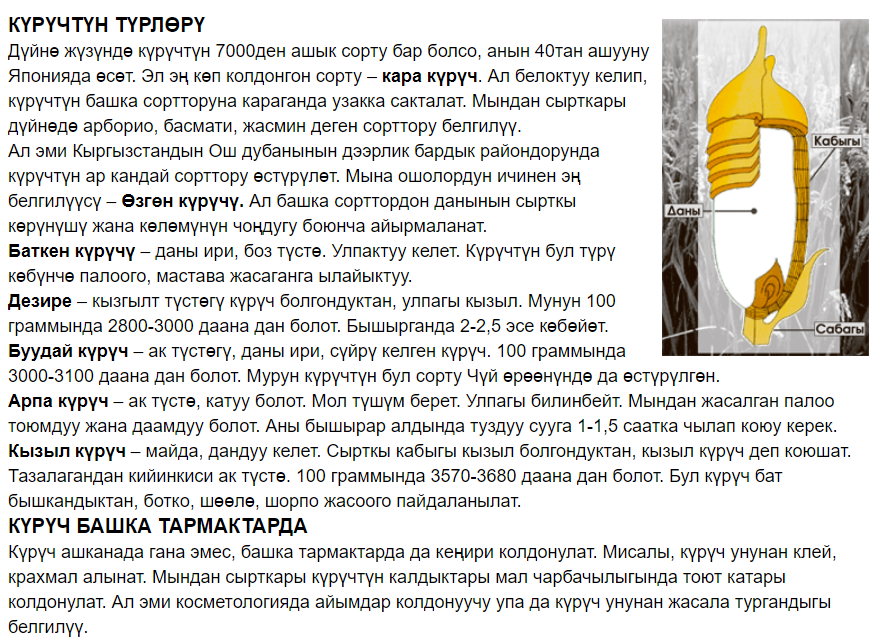 КҮРҮЧТҮН ТҮРЛӨРҮ
Дүйнө жүзүндө күрүчтүн 7000ден ашык сорту бар болсо, анын 40тан ашууну
Японияда өсөт. Эл эң көп колдонгон сорту – кара күрүч. Ал белоктуу келип,
күрүчтүн башка сортторуна караганда узакка сакталат. Мындан сырткары
дүйнөдө арборио, басмати, жасмин деген сорттору белгилүү.
Ал эми Кыргызстандын Ош дубанынын дээрлик бардык райондорунда
күрүчтүн ар кандай сорттору өстүрүлөт. Мына ошолордун ичинен эң
белгилүүсү – Өзгөн күрүчү. Ал башка сорттордон данынын сырткы
көрүнүшү жана көлөмүнүн чоңдугу боюнча айырмаланат.
Баткен күрүчү – даны ири, боз түстө. Улпактуу келет. Күрүчтүн бул түрү
көбүнчө палоого, мастава жасаганга ылайыктуу.
Дезире – кызгылт түстөгү күрүч болгондуктан, улпагы кызыл. Мунун 100
граммында 2800-3000 даана дан болот. Бышырганда 2-2,5 эсе көбөйөт.
Буудай күрүч – ак түстөгү, даны ири, сүйрү келген күрүч. 100 граммында
3000-3100 даана дан болот. Мурун күрүчтүн бул сорту Чүй өрөөнүндө да өстүрүлгөн.
Арпа күрүч – ак түстө, катуу болот. Мол түшүм берет. Улпагы билинбейт. Мындан жасалган палоо
тоюмдуу жана даамдуу болот. Аны бышырар алдында туздуу сууга 1-1,5 саатка чылап коюу керек.
Кызыл күрүч – майда, дандуу келет. Сырткы кабыгы кызыл болгондуктан, кызыл күрүч деп коюшат.
Тазалагандан кийинкиси ак түстө. 100 граммында 3570-3680 даана дан болот. Бул күрүч бат
бышкандыктан, ботко, шөөлө, шорпо жасоого пайдаланылат.
КҮРҮЧ БАШКА ТАРМАКТАРДА
Күрүч ашканада гана эмес, башка тармактарда да кеңири колдонулат. Мисалы, күрүч унунан клей,
крахмал алынат. Мындан сырткары күрүчтүн калдыктары мал чарбачылыгында тоют катары
колдонулат. Ал эми косметологияда айымдар колдонуучу упа да күрүч унунан жасала тургандыгы
белгилүү.
Кабыгы
Даны
Сабагы